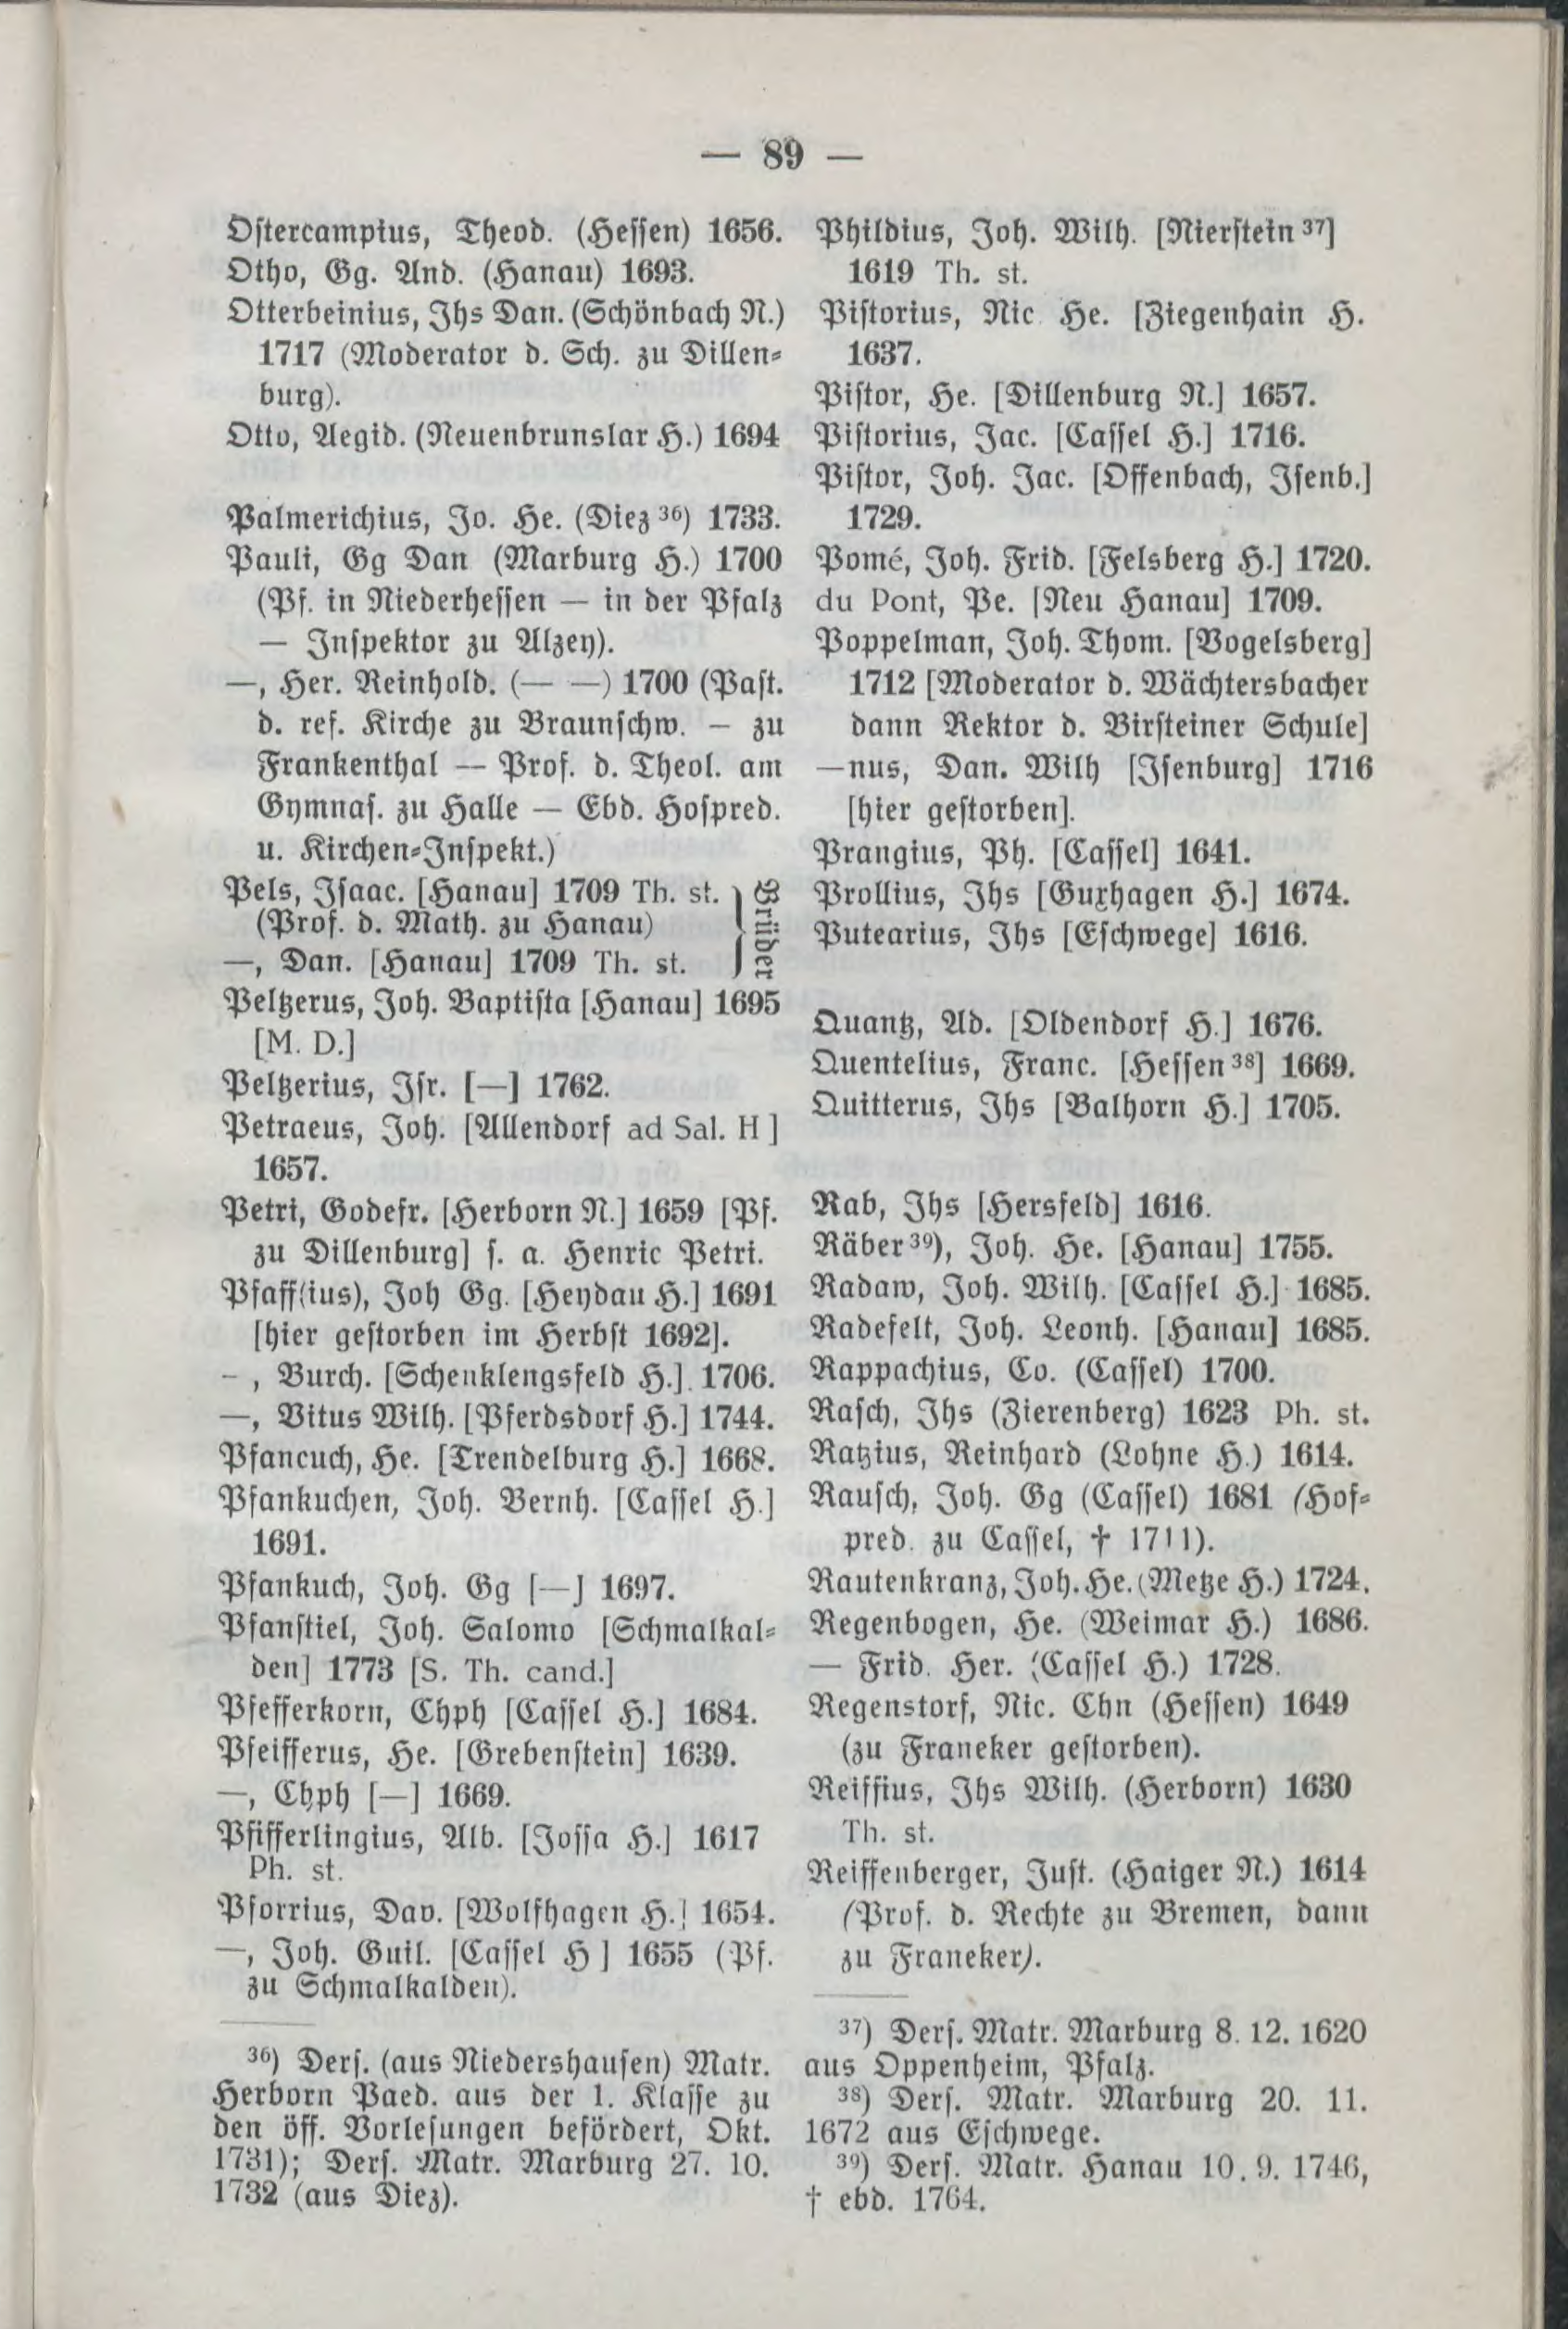 — 89 —
Ostercampius, Theod. (Hessen) 1656.
Otho, Gg. And. (Hanau) 1693.
Otterbeinius, Jhs Dan. (Schönbach N.)
1717 (Moderator d. Sch. zu Dillen-
burg).
Otto, Aegid. (Neuenbrunslar H.) 1694
Palmerichius, Jo. He. (Diez 36) 1733.
Pauli, Gg Dan (Marburg H.) 1700
(Pf. in Niederhessen — in der Pfalz
— Inspektor zu Alzey).
—, Her. Reinhold. (— —) 1700 (Past.
d. ref. Kirche zu Braunschw. — zu
Frankenthal — Prof. d. Theol. am
Gymnas. zu Halle — Ebd. Hofpred.
u. Kirchen-Inspekt.)
Pels, Isaac. [Hanau] 1709 Th. st.
(Prof. d. Math. zu Hanau)
—, Dan. [Hanau] 1709 Th. st.
Brüder
Peltzerus, Joh. Baptista [Hanau] 1695
[M. D.]
Peltzerius, Isr. [—] 1762.
Petraeus, Joh. [Allendorf ad Sal. H ]
1657.
Petri, Godefr. [Herborn N.] 1659 [Pf.
zu Dillenburg] s. a. Henric Petri.
Pfaff(ius), Joh Gg. [Heydau H.] 1691
[hier gestorben im Herbst 1692].
- , Burch. [Schenklengsfeld H.]. 1706.
—, Vitus Wilh. [Pferdsdorf H.] 1744.
Pfancuch, He. [Trendelburg H.] 1668.
Pfankuchen, Joh. Bernh. [Cassel H.]
1691.
Pfankuch, Joh. Gg [—] 1697.
Pfanstiel, Joh. Salomo [Schmalkal-
den] 1773 [S. Th. cand.]
Pfefferkorn, Chph [Cassel H.] 1684.
Pfeifferus, He. [Grebenstein] 1639.
—, Chph [—] 1669.
Pfifferlingius, Alb. [Jossa H.] 1617
Ph. st.
Pforrius, Dav. [Wolfhagen H.] 1654.
—, Joh. Guil. [Cassel H ] 1655 (Pf.
zu Schmalkalden).
36) Ders. (aus Niedershausen) Matr.
Herborn Paed. aus der 1. Klasse zu
den öff. Vorlesungen befördert, Okt.
1731); Ders. Matr. Marburg 27. 10.
1732 (aus Diez).
Phildius, Joh. Wilh. [Nierstein 37]
1619 Th. st.
Pistorius, Nic He. [Ziegenhain H.
1637.
Pistor, He. [Dillenburg N.] 1657.
Pistorius, Jac. [Cassel H.] 1716.
Pistor, Joh. Jac. [Offenbach, Isenb.]
1729.
Pomé, Joh. Frid. [Felsberg H.] 1720.
du Pont, Pe. [Neu Hanau] 1709.
Poppelman, Joh. Thom. [Vogelsberg]
1712 [Moderator d. Wächtersbacher
dann Rektor d. Birsteiner Schule]
—nus, Dan. Wilh [Isenburg] 1716
[hier gestorben].
Prangius, Ph. [Cassel] 1641.
Prollius, Jhs [Guxhagen H.] 1674.
Putearius, Jhs [Eschwege] 1616.
Quantz, Ad. [Oldendorf H.] 1676.
Quentelius, Franc. [Hessen 38] 1669.
Quitterus, Jhs [Balhorn H.] 1705.
Rab, Jhs [Hersfeld] 1616.
Räber 39), Joh. He. [Hanau] 1755.
Radaw, Joh. Wilh. [Cassel H.] 1685.
Radefelt, Joh. Leonh. [Hanau] 1685.
Rappachius, Co. (Cassel) 1700.
Rasch, Jhs (Zierenberg) 1623 Ph. st.
Ratzius, Reinhard (Lohne H.) 1614.
Rausch, Joh. Gg (Cassel) 1681 (Hof-
pred. zu Cassel, † 1711).
Rautenkranz, Joh. He. (Metze H.) 1724.
Regenbogen, He. (Weimar H.) 1686.
— Frid. Her. (Cassel H.) 1728.
Regenstorf, Nic. Chn (Hessen) 1649
(zu Franeker gestorben).
Reiffius, Jhs Wilh. (Herborn) 1630
Th. st.
Reiffenberger, Just. (Haiger N.) 1614
(Prof. d. Rechte zu Bremen, dann
zu Franeker).
37) Ders. Matr. Marburg 8. 12. 1620
aus Oppenheim, Pfalz.
38) Ders. Matr. Marburg 20. 11.
1672 aus Eschwege.
39) Ders. Matr. Hanau 10. 9. 1746,
† ebd. 1764.